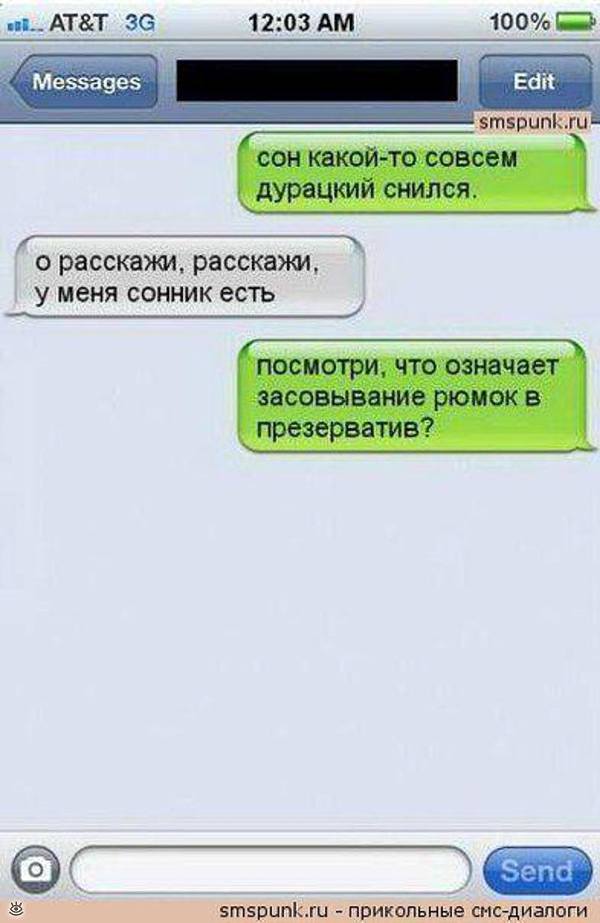 AT&T 3G 12:03 AM 100%
Messages Edit
smspunk.ru
сон какой-то совсем
дурацкий снился.
о расскажи, расскажи,
у меня сонник есть
посмотри, что означает
засовывание рюмок в
презерватив?
Send
smspunk.ru - прикольные смс-диалоги